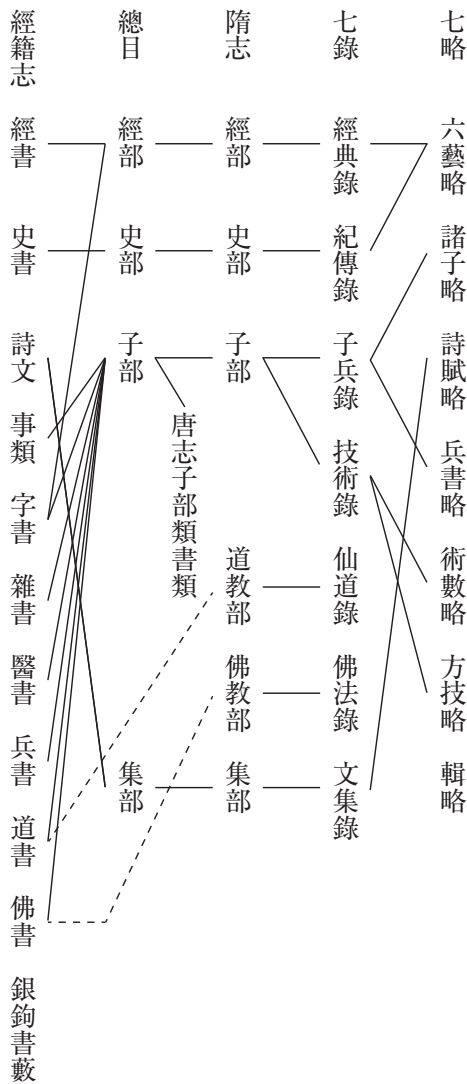 七略 六藝略 諸子略 詩賦略 兵書略 術數略 方技略 輯略
七錄 經典錄 紀傳錄 子兵錄 技術錄 仙道錄 佛法錄 文集錄
隋志 經部 史部 子部 道教部 佛教部 集部
唐志子部類書類
總目 經部 史部 子部 集部
經籍志 經書 史書 詩文 事類 字書 雜書 醫書 兵書 道書 佛書 銀鉤書藪